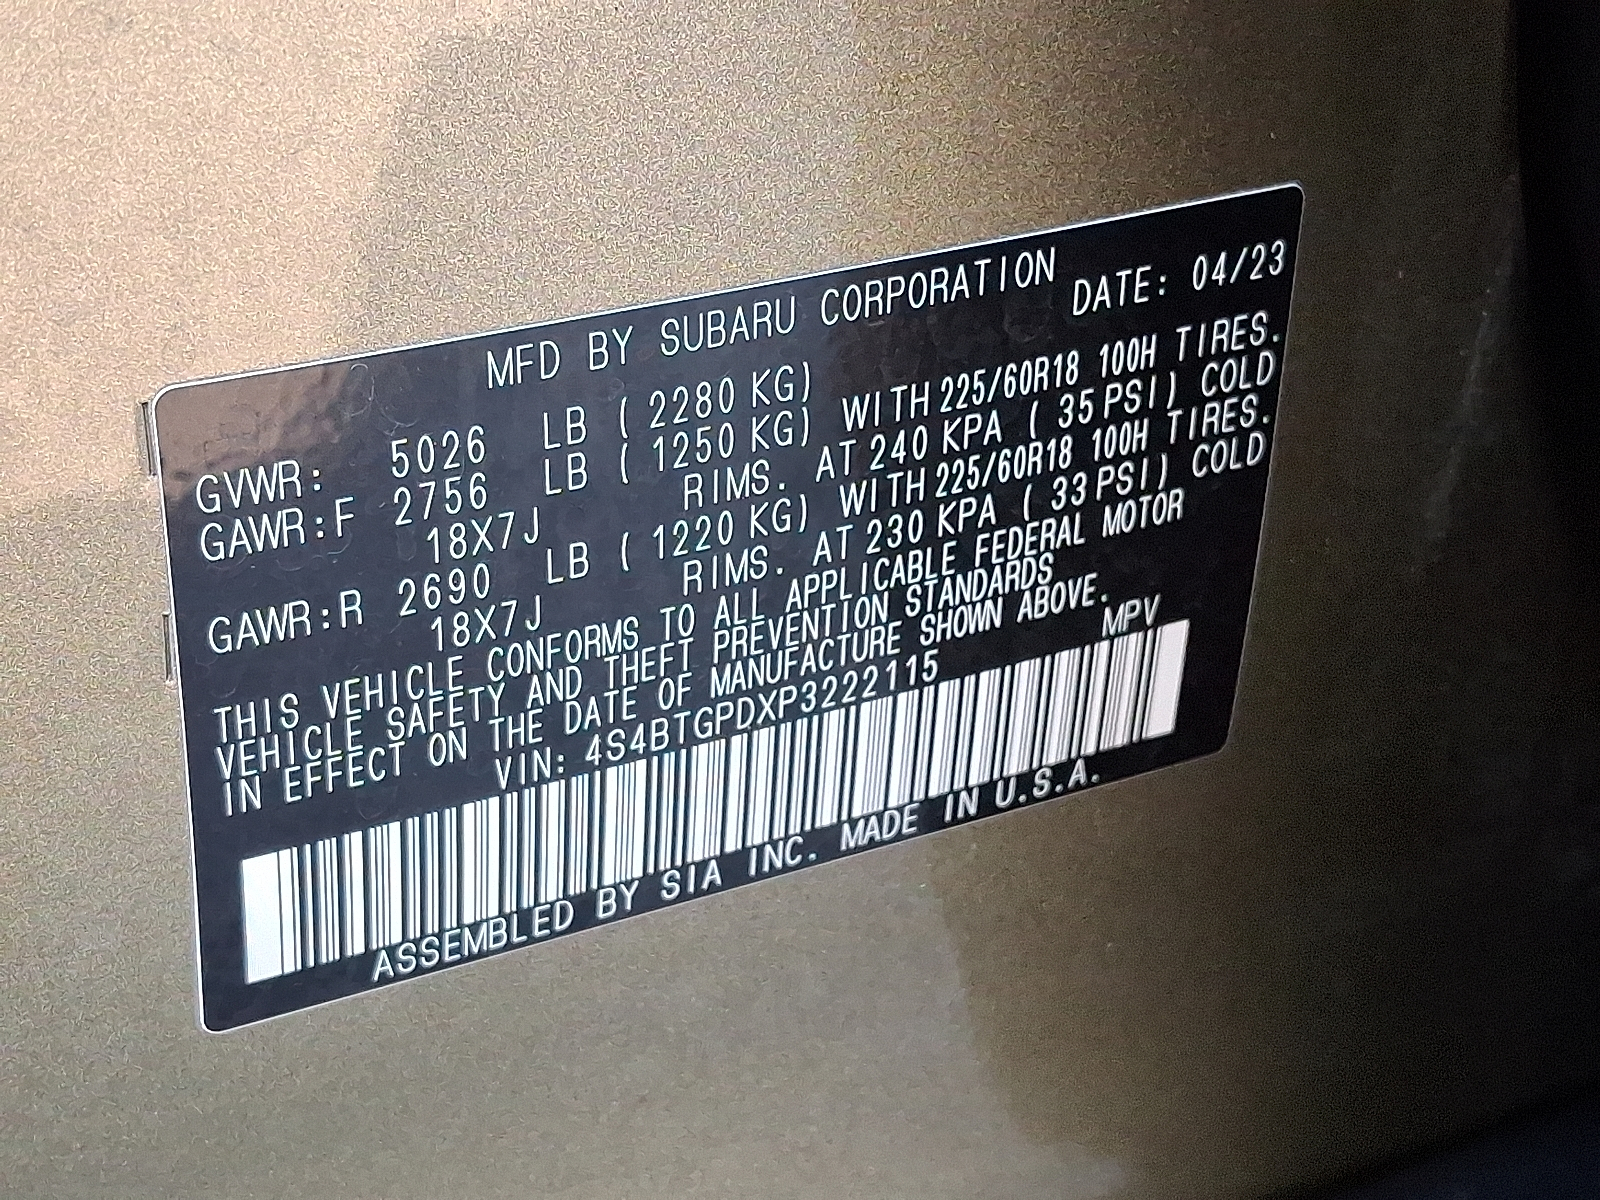 MFD BY SUBARU CORPORATION
DATE: 04/23
GVWR: 5026 LB ( 2280 KG)
GAWR:F 2756 LB ( 1250 KG) WITH 225/60R18 100H TIRES.
18X7J RIMS. AT 240 KPA ( 35 PSI) COLD
GAWR:R 2690 LB ( 1220 KG) WITH 225/60R18 100H TIRES.
18X7J RIMS. AT 230 KPA ( 33 PSI) COLD
THIS VEHICLE CONFORMS TO ALL APPLICABLE FEDERAL MOTOR
VEHICLE SAFETY AND THEFT PREVENTION STANDARDS
IN EFFECT ON THE DATE OF MANUFACTURE SHOWN ABOVE.
VIN: 4S4BTGPDXP3222115 MPV
ASSEMBLED BY SIA INC. MADE IN U.S.A.